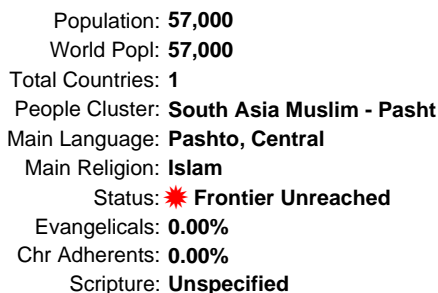 Population: 57,000
World Popl: 57,000
Total Countries: 1
People Cluster: South Asia Muslim - Pasht
Main Language: Pashto, Central
Main Religion: Islam
Status: Frontier Unreached
Evangelicals: 0.00%
Chr Adherents: 0.00%
Scripture: Unspecified